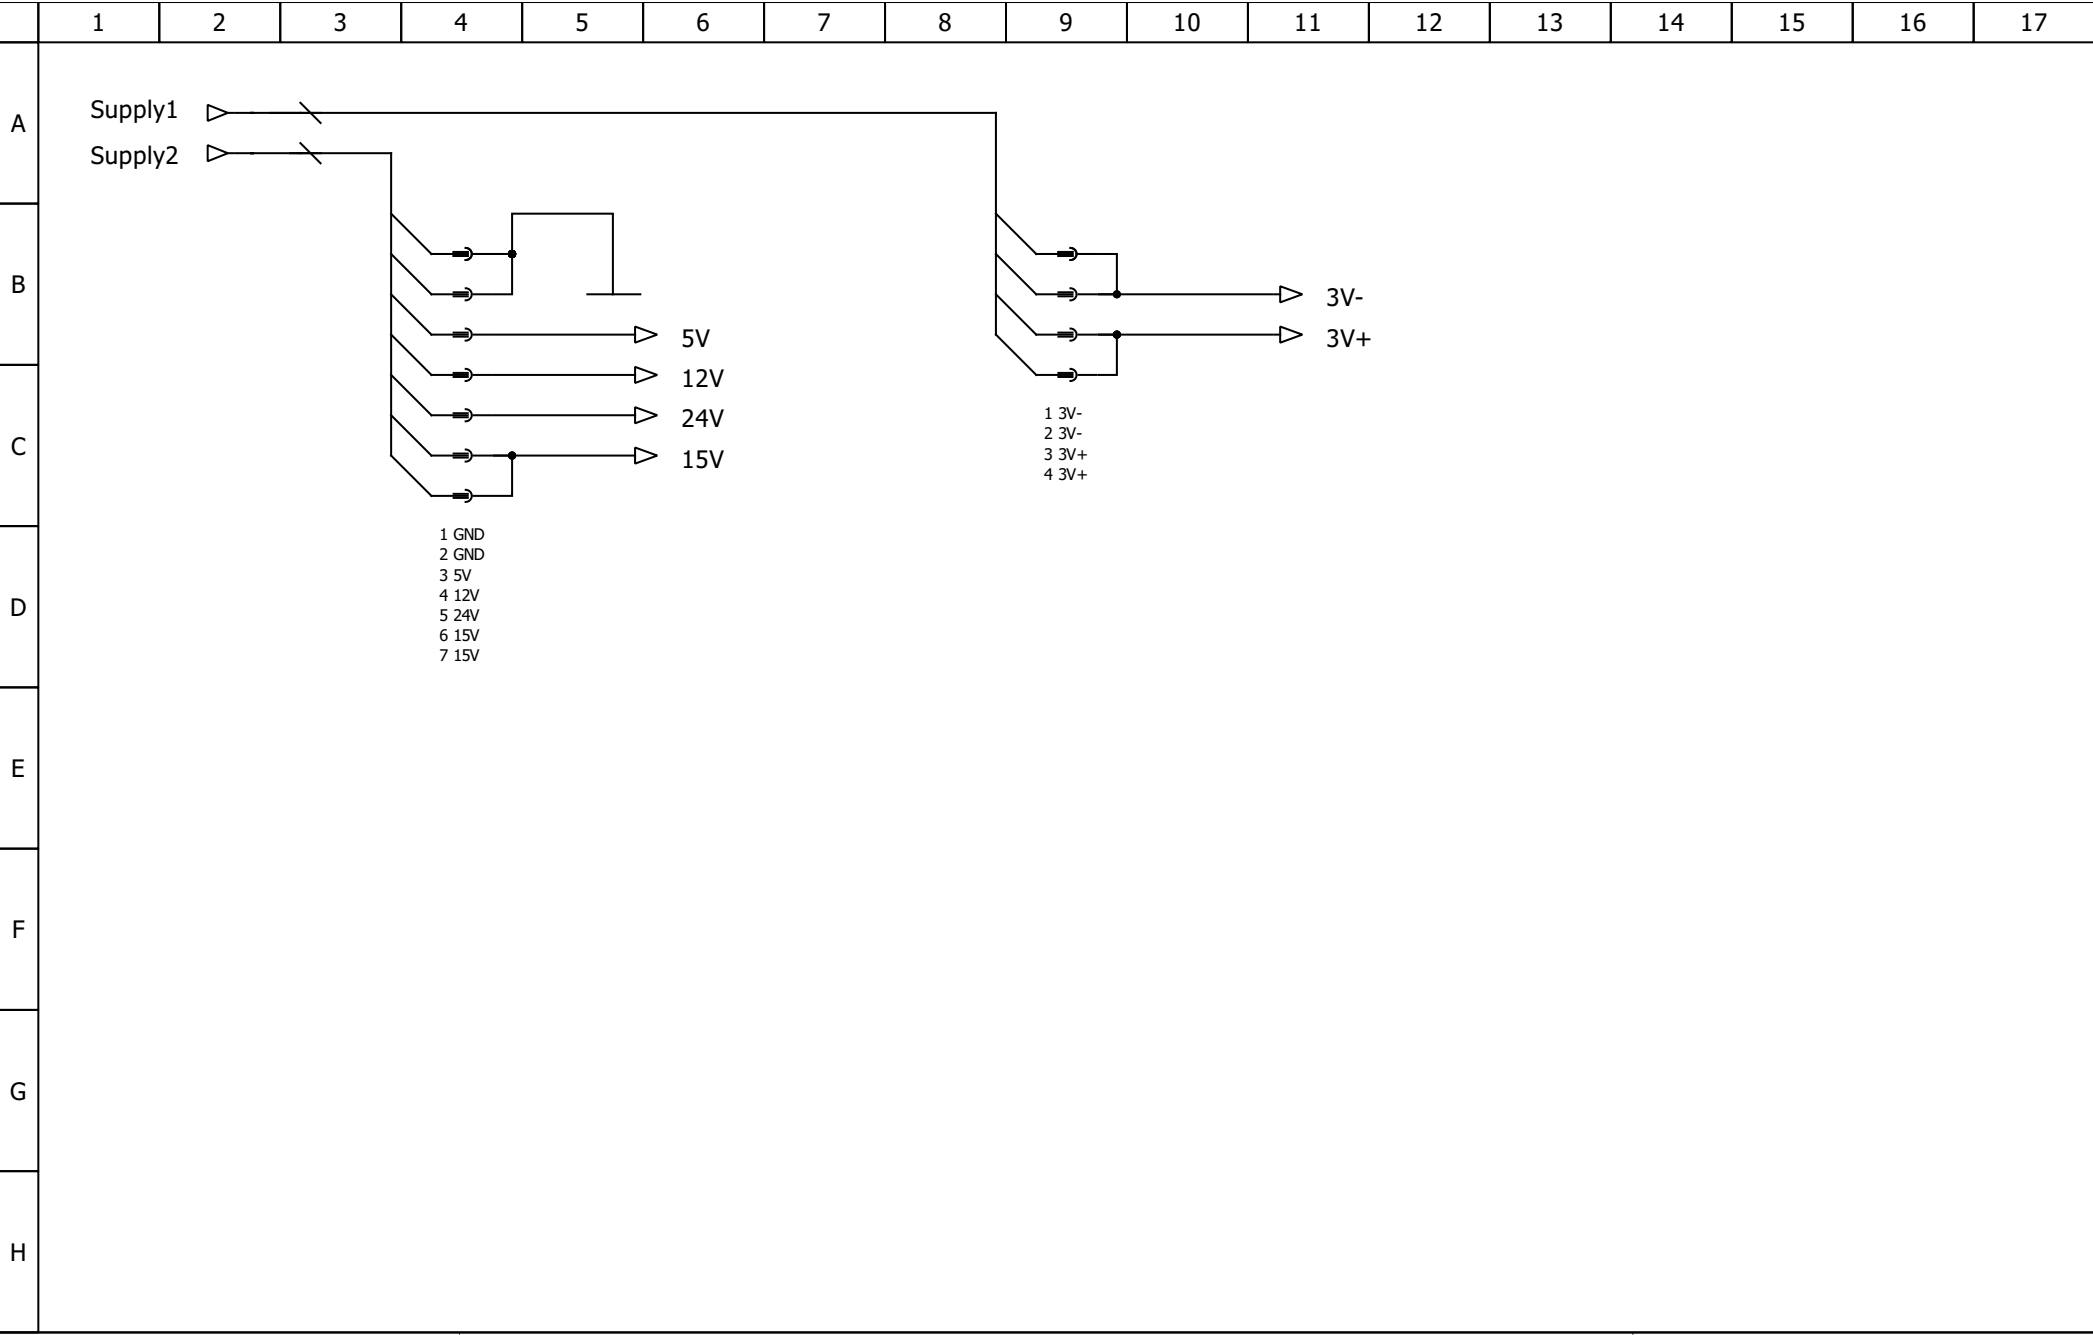 1 2 3 4 5 6 7 8 9 10 11 12 13 14 15 16 17
A
Supply1
Supply2
B
3V-
5V
3V+
12V
24V
C
15V
1 3V-
2 3V-
3 3V+
4 3V+
1 GND
2 GND
3 5V
4 12V
5 24V
6 15V
7 15V
D
E
F
G
H